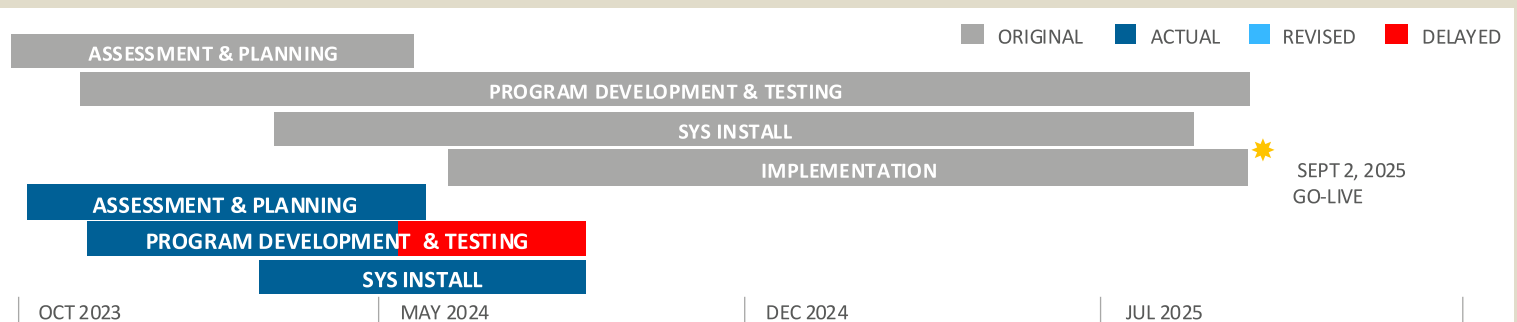 ORIGINAL ACTUAL REVISED DELAYED
ASSESSMENT & PLANNING
PROGRAM DEVELOPMENT & TESTING
SYS INSTALL
IMPLEMENTATION
SEPT 2, 2025
GO-LIVE
ASSESSMENT & PLANNING
PROGRAM DEVELOPMENT & TESTING
SYS INSTALL
OCT 2023 MAY 2024 DEC 2024 JUL 2025